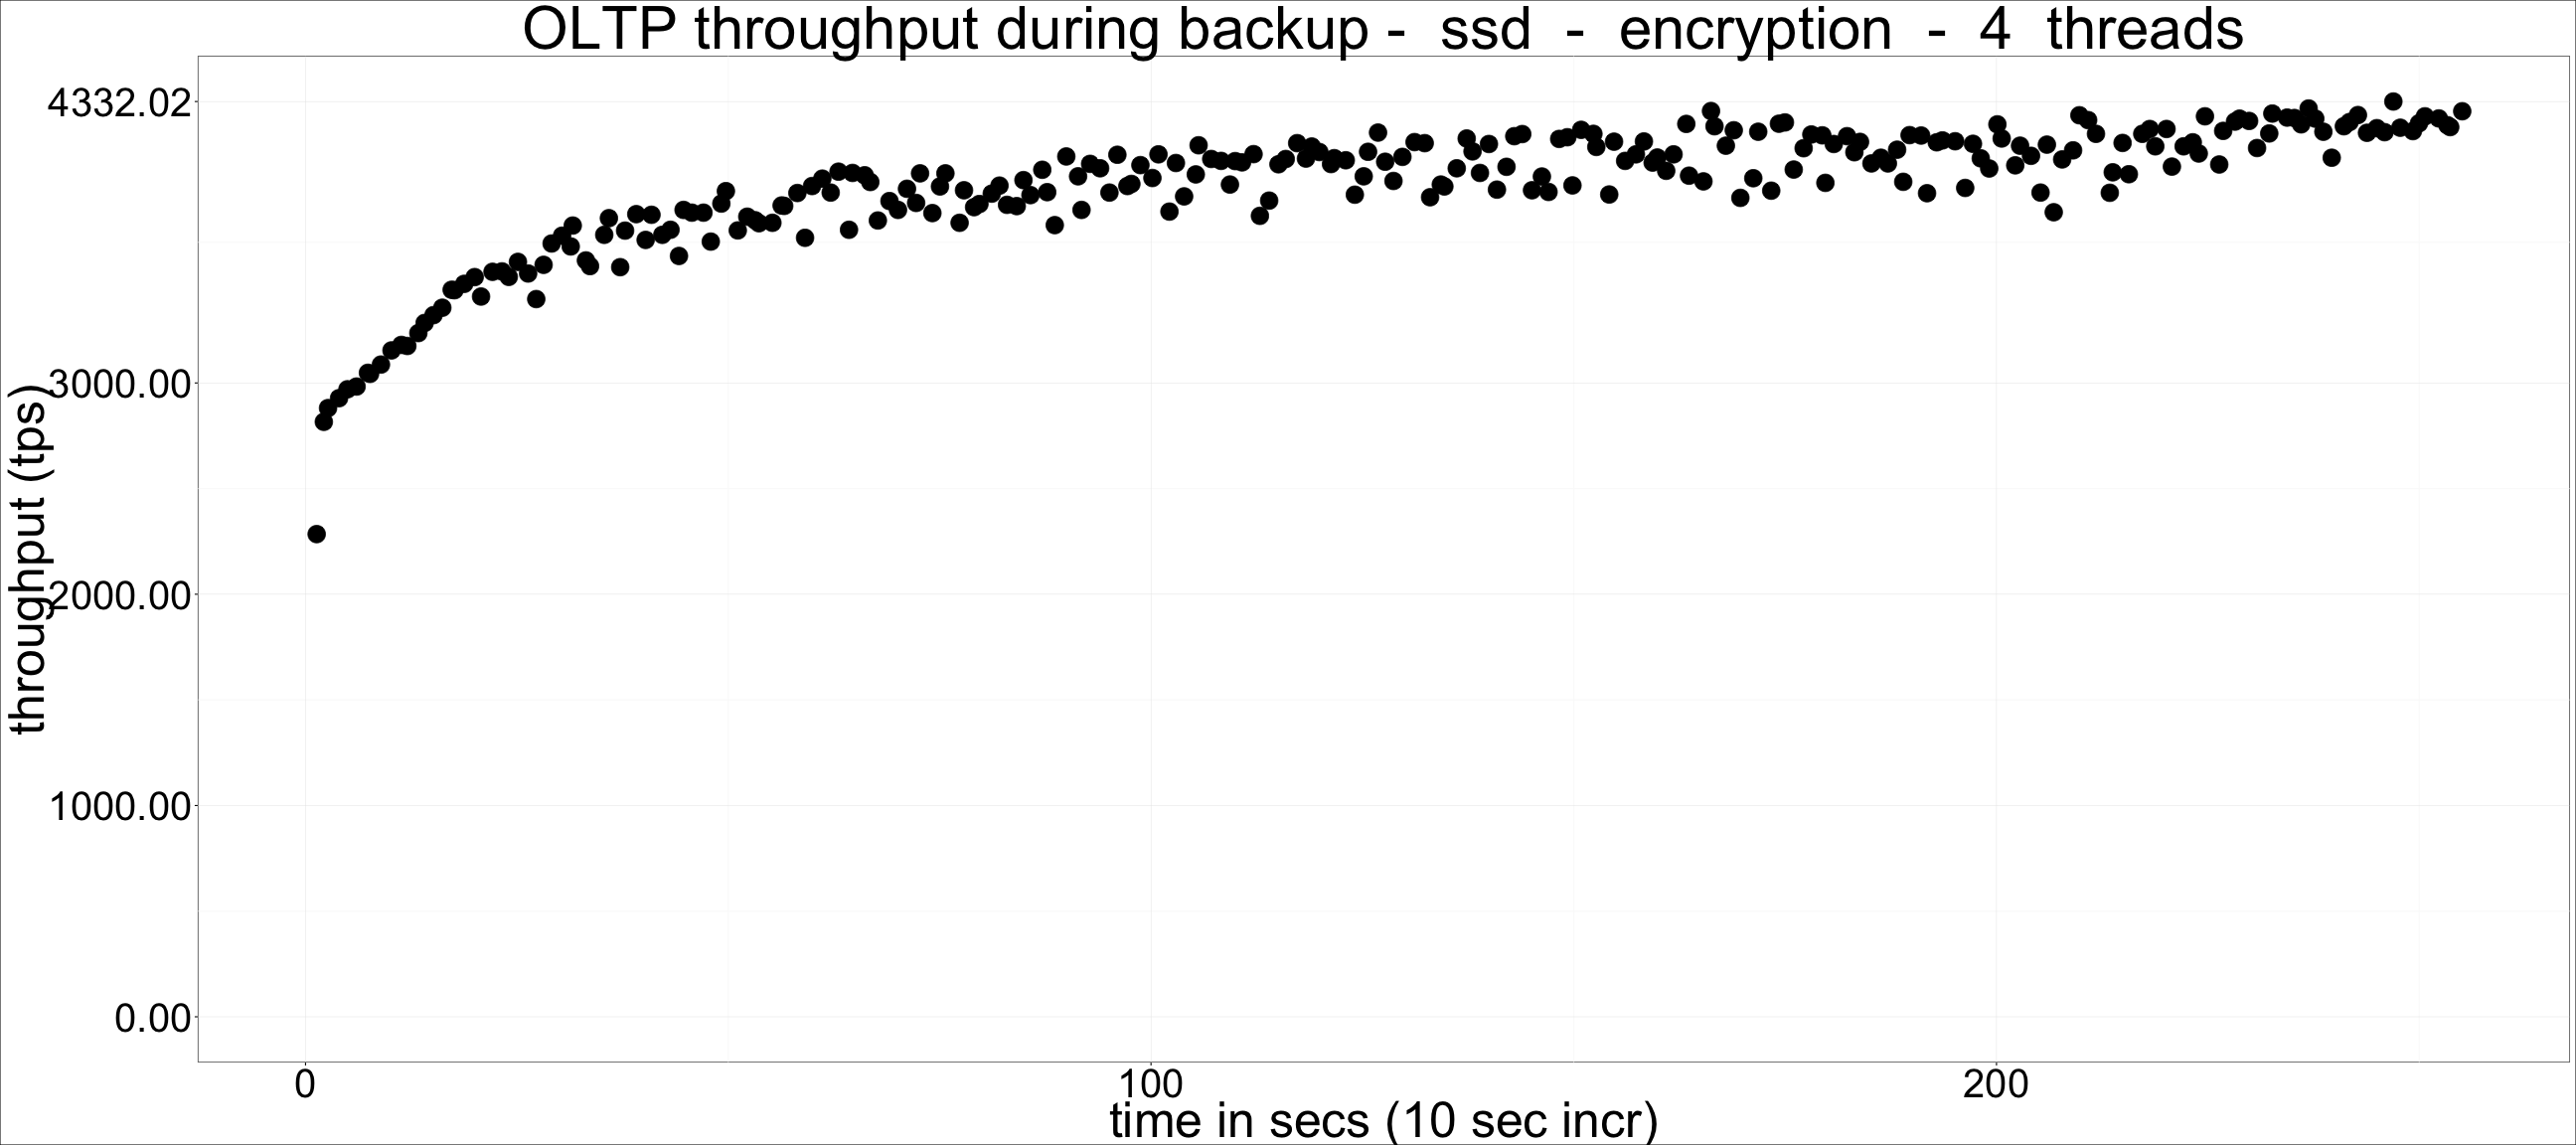 OLTP throughput during backup - ssd - encryption - 4 threads
4332.02
3000.00
2000.00
1000.00
0.00
throughput (tps)
0 100 200
time in secs (10 sec incr)